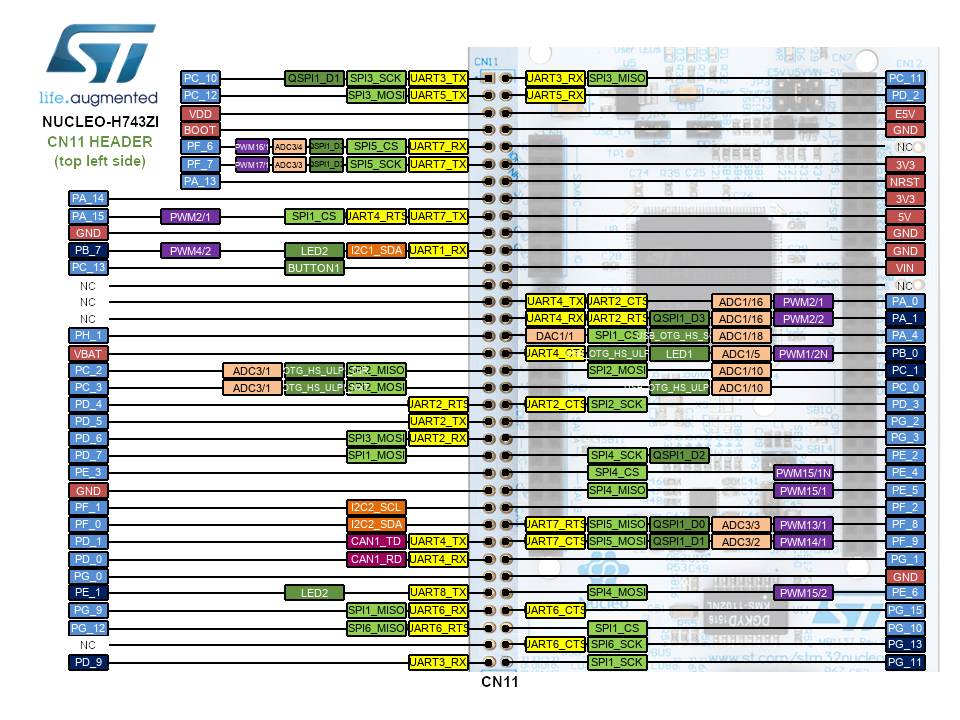 ST
life.augmented
NUCLEO-H743ZI
CN11 HEADER
(top left side)
CN11
PC_10 QSPI1_D1 SPI3_SCK UART3_TX UART3_RX SPI3_MISO PC_11
PC_12 SPI3_MOSI UART5_TX UART5_RX PD_2
VDD E5V
BOOT GND
PF_6 PWM16/1 ADC3/4 SPI5_CS UART7_RX NC
PF_7 PWM17/1 ADC3/3 SPI5_SCK UART7_TX 3V3
PA_13 NRST
PA_14 3V3
PA_15 PWM2/1 SPI1_CS UART4_RTS UART7_TX 5V
GND GND
PB_7 PWM4/2 LED2 I2C1_SDA UART1_RX GND
PC_13 BUTTON1 VIN
NC NC
NC UART4_TX UART2_CTS ADC1/16 PWM2/1 PA_0
NC UART4_RX UART2_RTS QSPI1_D3 ADC1/16 PWM2/2 PA_1
PH_1 DAC1/1 SPI1_CS ADC1/18 PA_4
VBAT UART4_CTS OTG_HS_ULP LED1 ADC1/5 PWM1/2N PB_0
PC_2 ADC3/1 OTG_HS_ULP SPI2_MISO SPI2_MOSI ADC1/10 PC_1
PC_3 ADC3/1 OTG_HS_ULP SPI2_MOSI OTG_HS_ULP ADC1/10 PC_0
PD_4 UART2_RTS UART2_CTS SPI2_SCK PD_3
PD_5 UART2_TX PG_2
PD_6 SPI3_MOSI UART2_RX PG_3
PD_7 SPI1_MOSI SPI4_SCK QSPI1_D2 PE_2
PE_3 SPI4_CS PWM15/1N PE_4
GND SPI4_MISO PWM15/1 PE_5
PF_1 I2C2_SCL PF_2
PF_0 I2C2_SDA UART7_RTS SPI5_MISO QSPI1_D0 ADC3/3 PWM13/1 PF_8
PD_1 CAN1_TD UART4_TX UART7_CTS SPI5_MOSI QSPI1_D1 ADC3/2 PWM14/1 PF_9
PD_0 CAN1_RD UART4_RX PG_1
PG_0 GND
PE_1 LED2 UART8_TX SPI4_MOSI PWM15/2 PE_6
PG_9 SPI1_MISO UART6_RX UART6_CTS PG_15
PG_12 SPI6_MISO UART6_RTS SPI1_CS PG_10
NC UART6_CTS SPI6_SCK PG_13
PD_9 UART3_RX SPI1_SCK PG_11
CN11